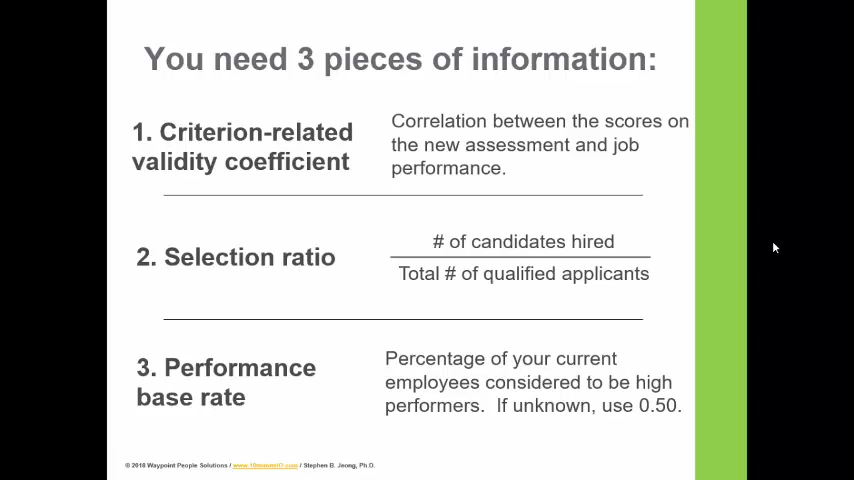 You need 3 pieces of information:
1. Criterion-related
validity coefficient
Correlation between the scores on
the new assessment and job
performance.
2. Selection ratio
# of candidates hired
Total # of qualified applicants
3. Performance
base rate
Percentage of your current
employees considered to be high
performers.  If unknown, use 0.50.
© 2018 Waypoint People Solutions / www.10minuteIO.com / Stephen B. Jeong, Ph.D.